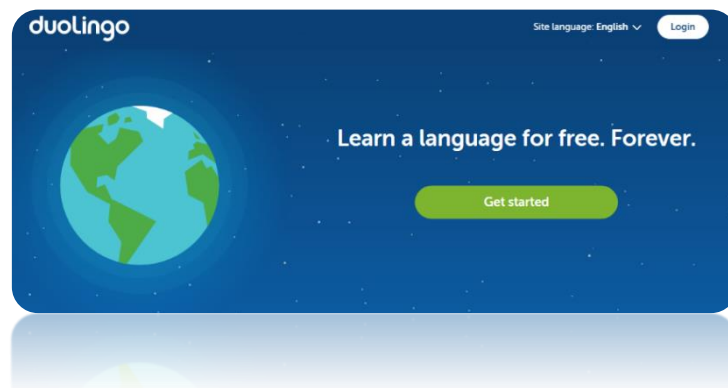 duolingo
Site language: English
Login
Learn a language for free. Forever.
Get started